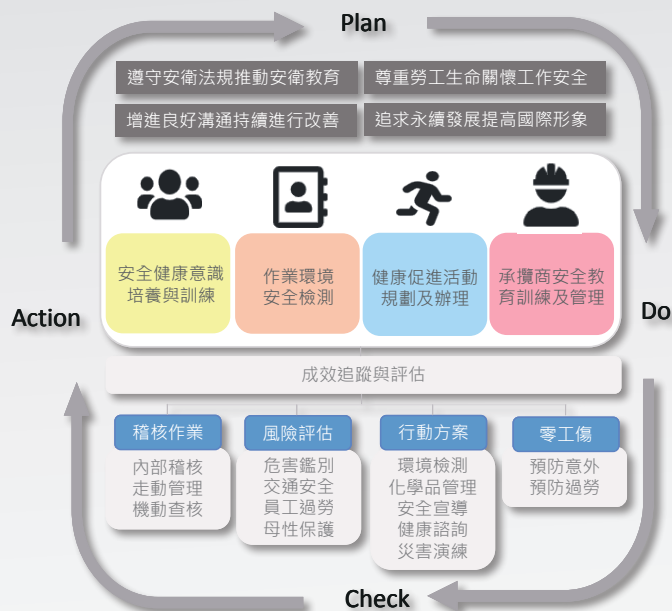 Plan
遵守安衛法規推動安衛教育
尊重勞工生命關懷工作安全
增進良好溝通持續進行改善
追求永續發展提高國際形象
安全健康意識
培養與訓練
作業環境
安全檢測
健康促進活動
規劃及辦理
承攬商安全教
育訓練及管理
Action
Do
成效追蹤與評估
稽核作業
內部稽核
走動管理
機動查核
風險評估
危害鑑別
交通安全
員工過勞
母性保護
行動方案
環境檢測
化學品管理
安全宣導
健康諮詢
災害演練
零工傷
預防意外
預防過勞
Check